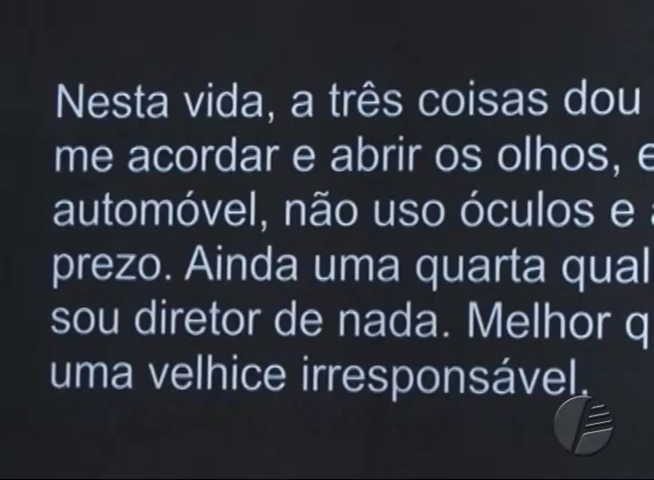 Nesta vida, a três coisas dou
me acordar e abrir os olhos,
automóvel, não uso óculos e
prezo. Ainda uma quarta
sou diretor de nada. Melhor
uma velhice irresponsável.